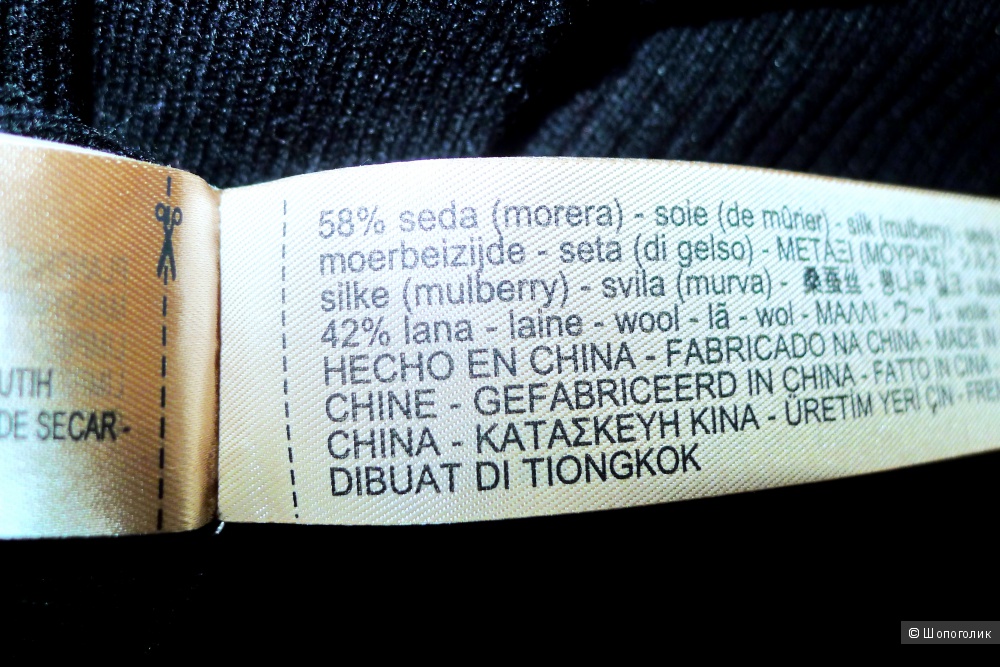 UTIH
DE SECAR-
58% seda (morera) - soie (de mûrier) - silk (mulberry)
moerbeizijde - seta (di gelso) - ΜΕΤΑΞΙ (ΜΟΥΡΙΑΣ)
silke (mulberry) - svila (murva) - 桑蚕丝 -
42% lana - laine - wool - lã - wol - ΜΑΛΛΙ - ウール -
HECHO EN CHINA - FABRICADO NA CHINA - MADE IN
CHINE - GEFABRICEERD IN CHINA - FATTO IN CINA
CHINA - ΚΑΤΑΣΚΕΥΗ ΚΙΝΑ - ÜRETİM YERİ ÇİN -
DIBUAT DI TIONGKOK
© Шопоголик